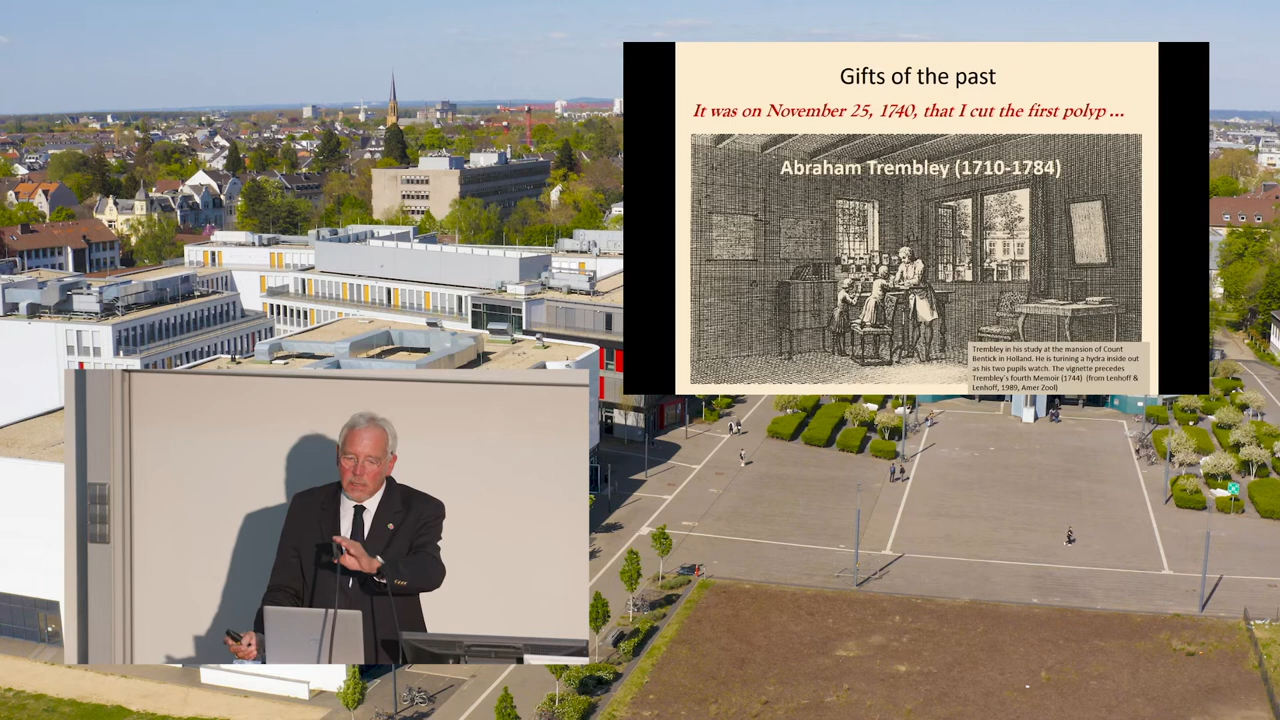 Gifts of the past
It was on November 25, 1740, that I cut the first polyp ...
Abraham Trembley (1710-1784)
Trembley in his study at the mansion of Count
Bentick in Holland. He is turining a hydra inside out
as his two pupils watch. The vignette precedes
Trembley's fourth Memoir (1744) (from Lenhoff &
Lenhoff, 1989, Amer Zool)